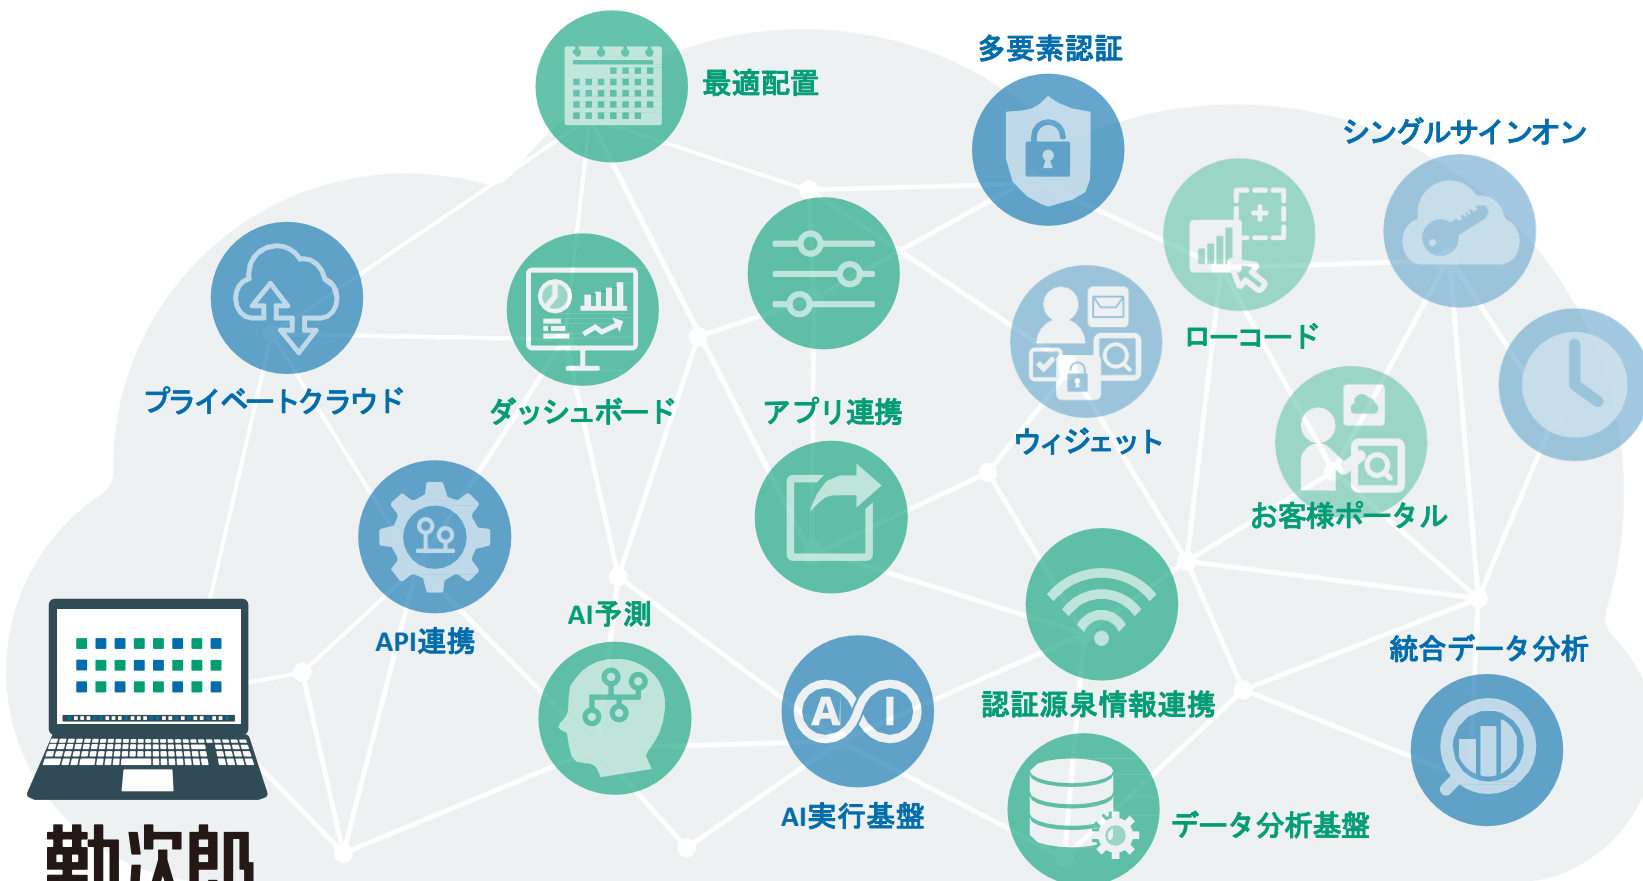 多要素認証
最適配置
シングルサインオン
ローコード
プライベートクラウド
ダッシュボード
アプリ連携
ウィジェット
お客様ポータル
AI予測
API連携
統合データ分析
認証源泉情報連携
A I
AI実行基盤
データ分析基盤
勤次郎